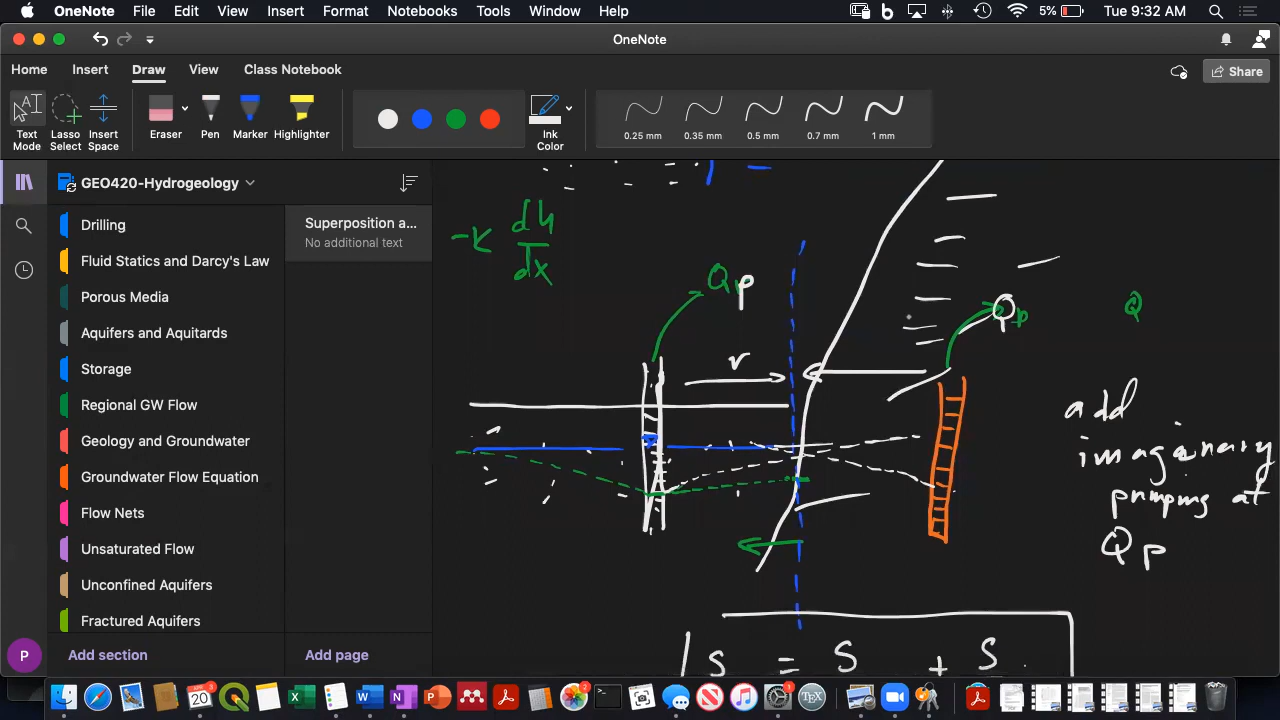 OneNote File Edit View Insert Format Notebooks Tools Window Help 5% Tue 9:32 AM
OneNote
Home Insert Draw View Class Notebook Share
Text Mode
Lasso Select
Insert Space
Eraser
Pen
Marker
Highlighter
Ink Color
0.25 mm 0.35 mm 0.5 mm 0.7 mm 1 mm
GEO420-Hydrogeology
Drilling
Fluid Statics and Darcy's Law
Porous Media
Aquifers and Aquitards
Storage
Regional GW Flow
Geology and Groundwater
Groundwater Flow Equation
Flow Nets
Unsaturated Flow
Unconfined Aquifers
Fractured Aquifers
P Add section
Superposition a...
No additional text
Add page
-K dh
dx
Qp
r
Qp
Q
add
imaginary
pumping at
Qp
S = S + S
20